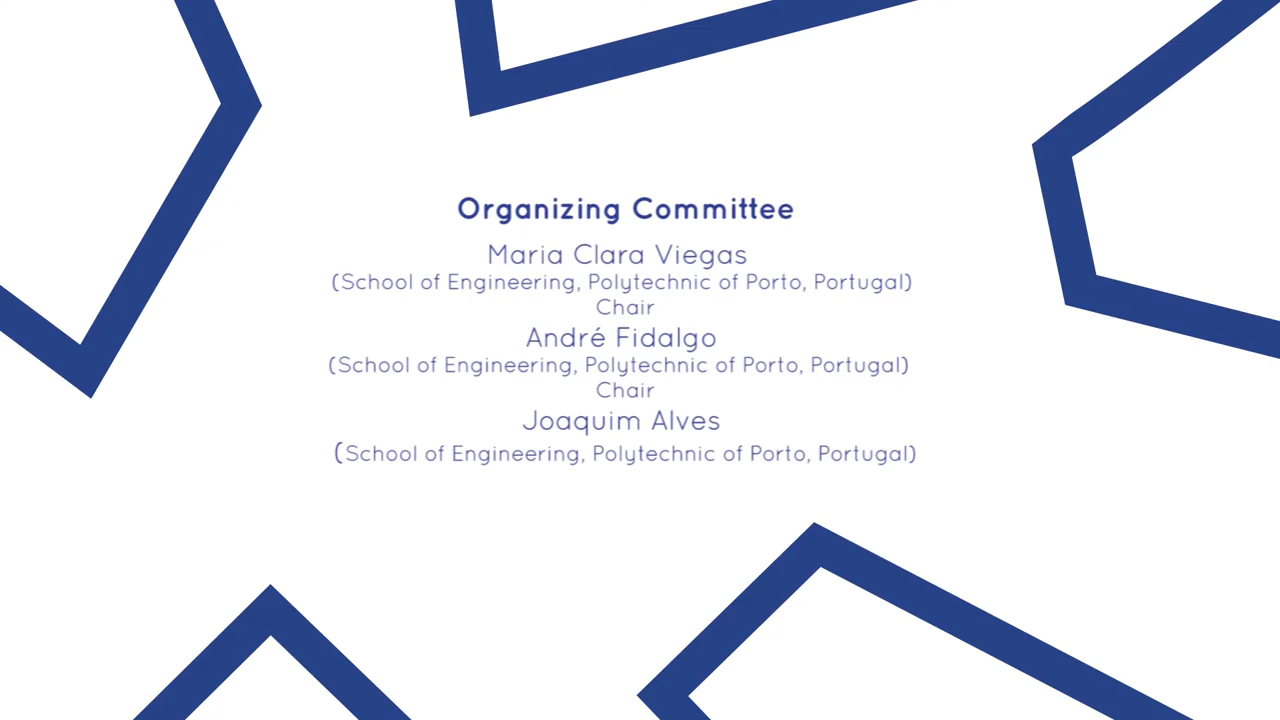 Organizing Committee
Maria Clara Viegas
(School of Engineering, Polytechnic of Porto, Portugal)
Chair
André Fidalgo
(School of Engineering, Polytechnic of Porto, Portugal)
Chair
Joaquim Alves
(School of Engineering, Polytechnic of Porto, Portugal)